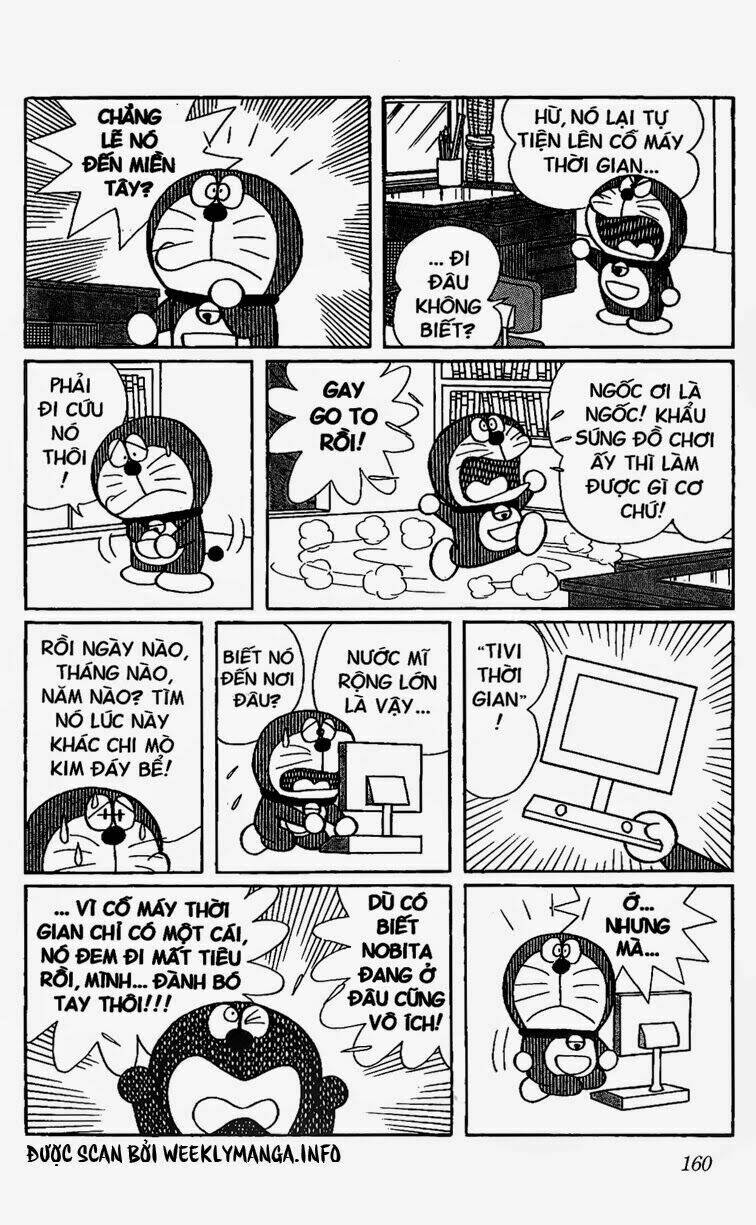 HỪ, NÓ LẠI TỰ
TIỆN LÊN CỖ MÁY
THỜI GIAN...
... ĐI
ĐÂU
KHÔNG
BIẾT?
CHẲNG
LẼ NÓ
ĐẾN MIỀN
TÂY?
NGỐC ƠI LÀ
NGỐC! KHẨU
SÚNG ĐỒ CHƠI
ẤY THÌ LÀM
ĐƯỢC GÌ CƠ
CHỨ!
GAY
GO TO
RỒI!
PHẢI
ĐI CỨU
NÓ
THÔI
!
“TIVI
THỜI
GIAN”
!
NƯỚC MĨ
RỘNG LỚN
LÀ VẬY...
BIẾT NÓ
ĐẾN NƠI
ĐÂU?
RỒI NGÀY NÀO,
THÁNG NÀO,
NĂM NÀO? TÌM
NÓ LÚC NÀY
KHÁC CHI MÒ
KIM ĐÁY BỂ!
Ớ...
NHƯNG
MÀ...
DÙ CÓ
BIẾT
NOBITA
ĐANG Ở
ĐÂU CŨNG
VÔ ÍCH!
... VÌ CỖ MÁY THỜI
GIAN CHỈ CÓ MỘT CÁI,
NÓ ĐEM ĐI MẤT TIÊU
RỒI, MÌNH... ĐÀNH BÓ
TAY THÔI!!!
ĐƯỢC SCAN BỞI WEEKLYMANGA.INFO
160